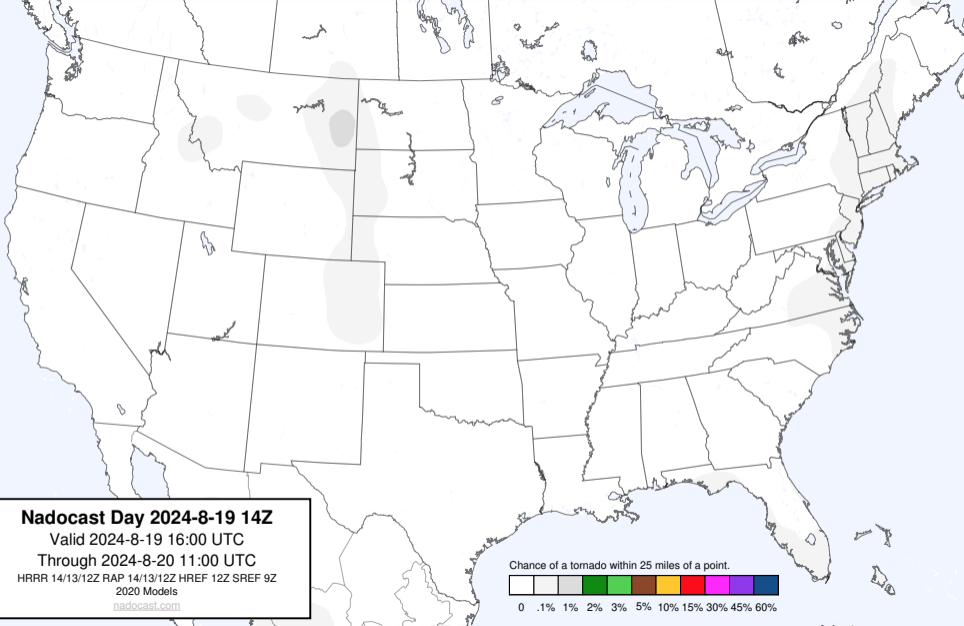 Nadocast Day 2024-8-19 14Z
Valid 2024-8-19 16:00 UTC
Through 2024-8-20 11:00 UTC
HRRR 14/13/12Z RAP 14/13/12Z HREF 12Z SREF 9Z
2020 Models
nadocast.com
Chance of a tornado within 25 miles of a point.
0 .1% 1% 2% 3% 5% 10% 15% 30% 45% 60%